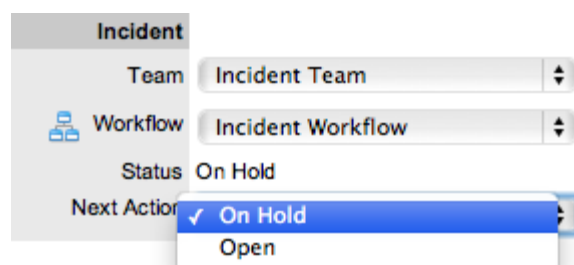 Incident
Team Incident Team
Workflow Incident Workflow
Status On Hold
Next Action ✓ On Hold
Open